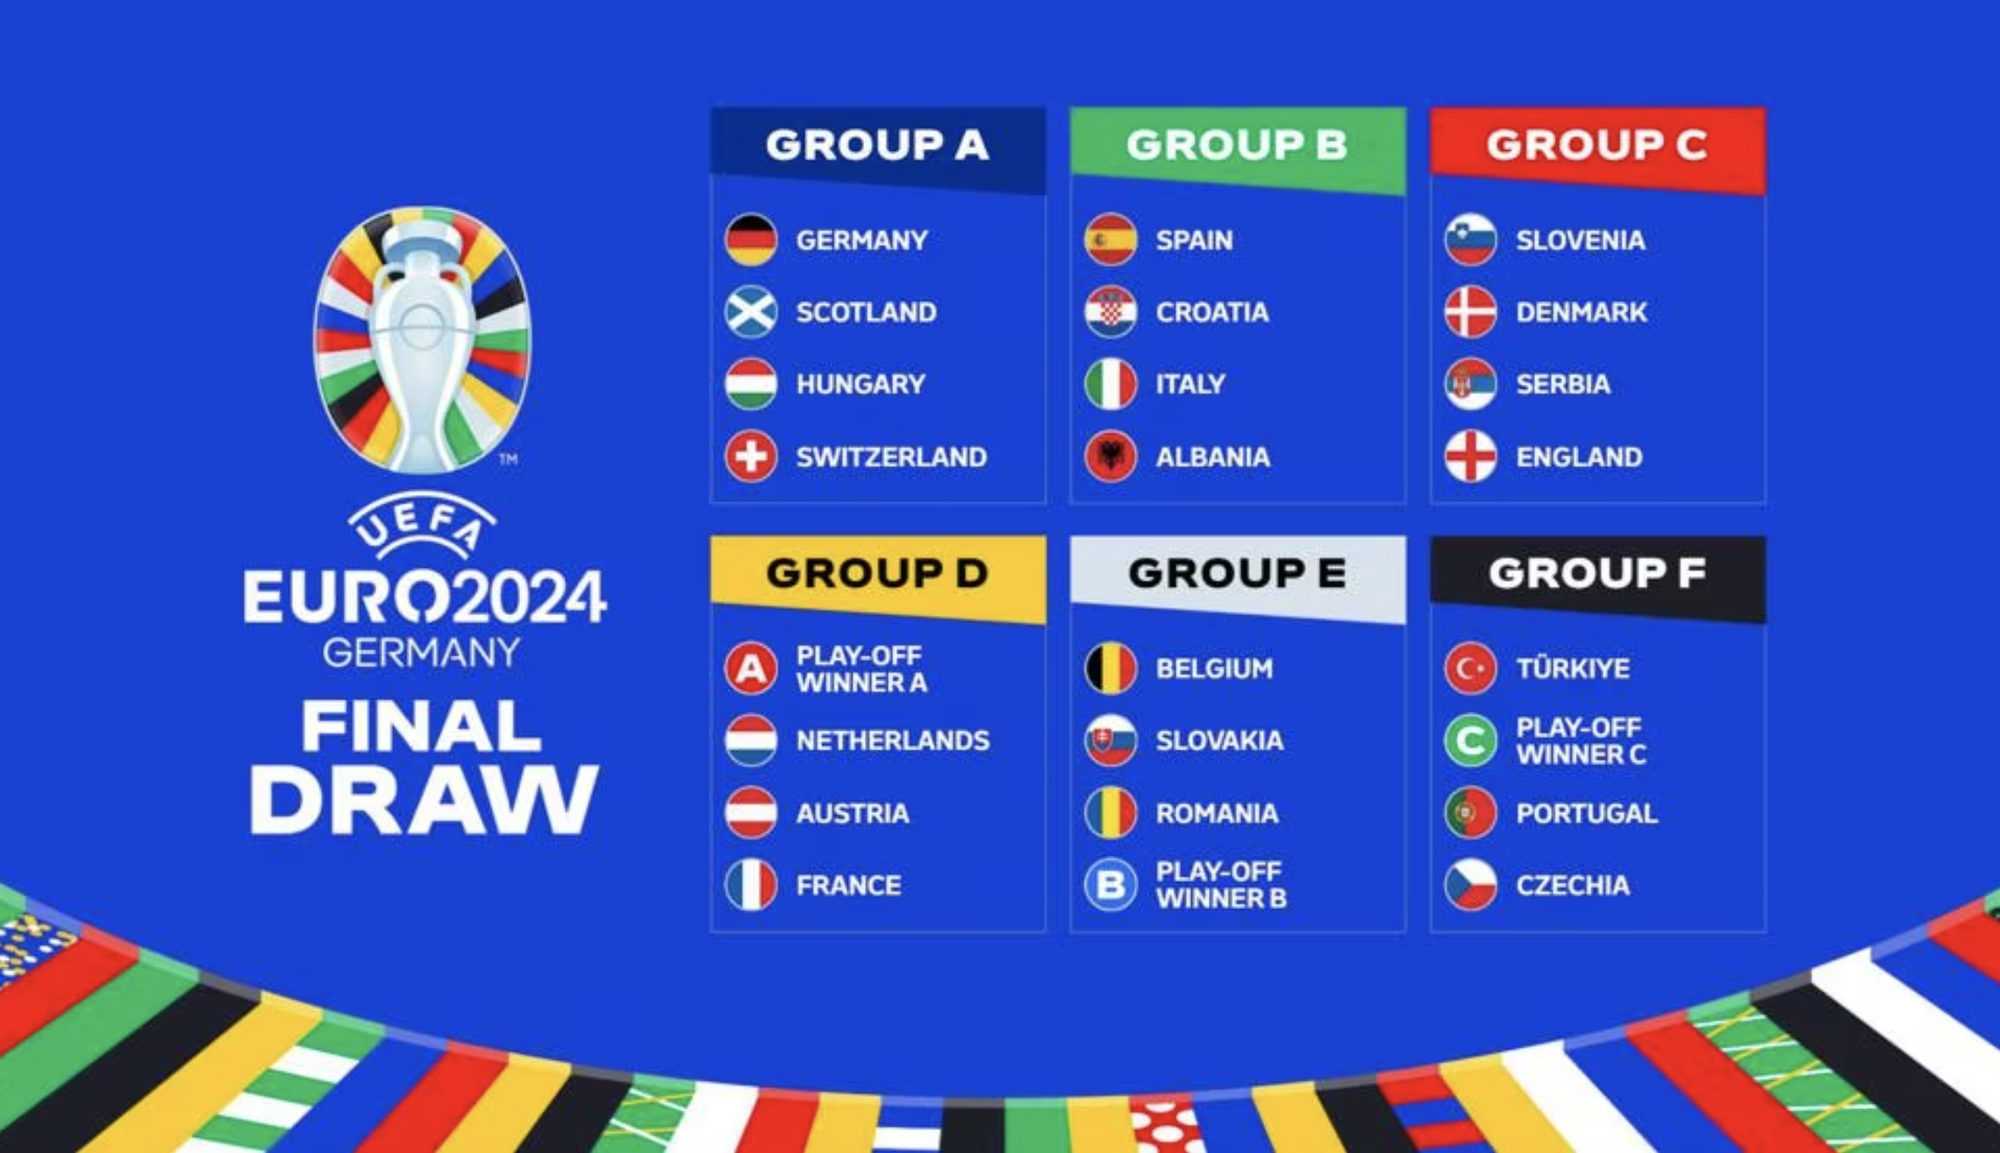 UEFA
EURO2024
GERMANY
FINAL
DRAW
TM
GROUP A
GERMANY
SCOTLAND
HUNGARY
SWITZERLAND
GROUP B
SPAIN
CROATIA
ITALY
ALBANIA
GROUP C
SLOVENIA
DENMARK
SERBIA
ENGLAND
GROUP D
A
PLAY-OFF
WINNER A
NETHERLANDS
AUSTRIA
FRANCE
GROUP E
BELGIUM
SLOVAKIA
ROMANIA
B
PLAY-OFF
WINNER B
GROUP F
TÜRKIYE
C
PLAY-OFF
WINNER C
PORTUGAL
CZECHIA